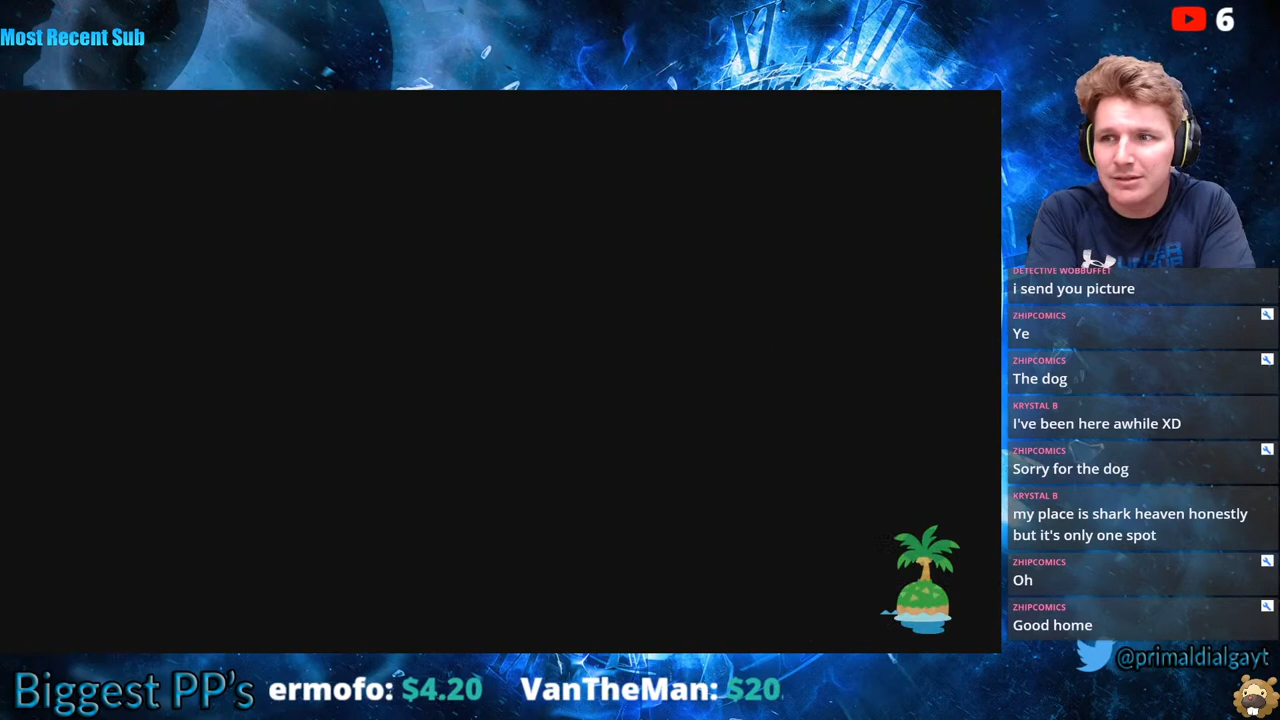 Most Recent Sub
6
DETECTIVE WOBBUFFET
i send you picture
ZHIPCOMICS
Ye
ZHIPCOMICS
The dog
KRYSTAL B
I've been here awhile XD
ZHIPCOMICS
Sorry for the dog
KRYSTAL B
my place is shark heaven honestly
but it's only one spot
ZHIPCOMICS
Oh
ZHIPCOMICS
Good home
@primaldialgayt
Biggest PP's ermofo: $4.20 VanTheMan: $20